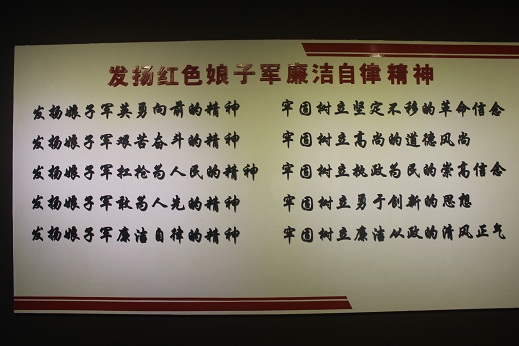 发扬红色娘子军廉洁自律精神
发扬娘子军英勇向前的精神
发扬娘子军艰苦奋斗的精神
发扬娘子军扛枪为人民的精神
发扬娘子军敢为人先的精神
发扬娘子军廉洁自律的精神
牢固树立坚定不移的革命信念
牢固树立高尚的道德风尚
牢固树立执政为民的崇高信念
牢固树立勇于创新的思想
牢固树立廉洁从政的清风正气